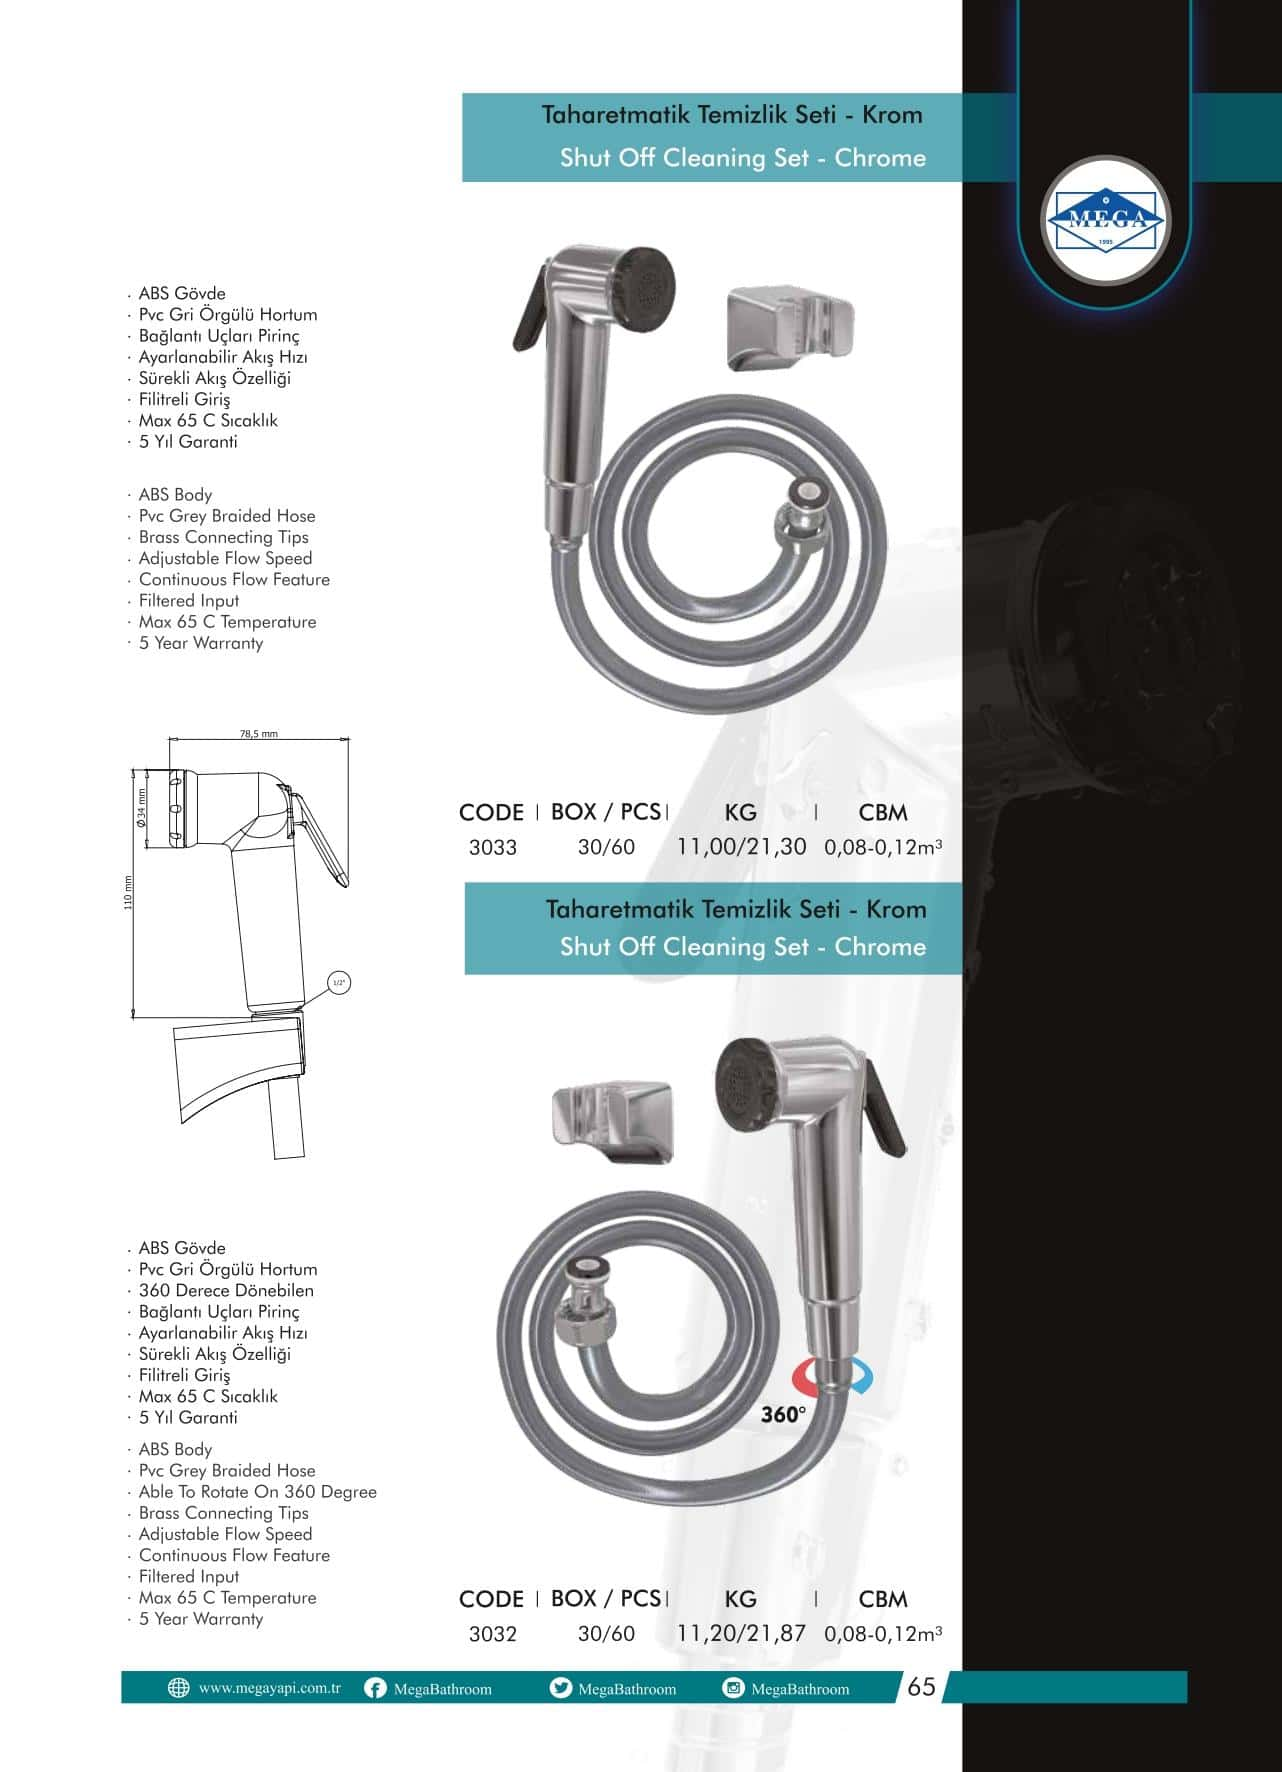 Taharetmatik Temizlik Seti - Krom
Shut Off Cleaning Set - Chrome
MEGA
1995
· ABS Gövde
· Pvc Gri Örgülü Hortum
· Bağlantı Uçları Pirinç
· Ayarlanabilir Akış Hızı
· Sürekli Akış Özelliği
· Filitreli Giriş
· Max 65 C Sıcaklık
· 5 Yıl Garanti
· ABS Body
· Pvc Grey Braided Hose
· Brass Connecting Tips
· Adjustable Flow Speed
· Continuous Flow Feature
· Filtered Input
· Max 65 C Temperature
· 5 Year Warranty
78,5 mm
Ø34 mm
110 mm
1/2"
CODE | BOX / PCS | KG | CBM
3033 30/60 11,00/21,30 0,08-0,12m³
Taharetmatik Temizlik Seti - Krom
Shut Off Cleaning Set - Chrome
360°
· ABS Gövde
· Pvc Gri Örgülü Hortum
· 360 Derece Dönebilen
· Bağlantı Uçları Pirinç
· Ayarlanabilir Akış Hızı
· Sürekli Akış Özelliği
· Filitreli Giriş
· Max 65 C Sıcaklık
· 5 Yıl Garanti
· ABS Body
· Pvc Grey Braided Hose
· Able To Rotate On 360 Degree
· Brass Connecting Tips
· Adjustable Flow Speed
· Continuous Flow Feature
· Filtered Input
· Max 65 C Temperature
· 5 Year Warranty
CODE | BOX / PCS | KG | CBM
3032 30/60 11,20/21,87 0,08-0,12m³
www.megayapi.com.tr MegaBathroom MegaBathroom MegaBathroom 65